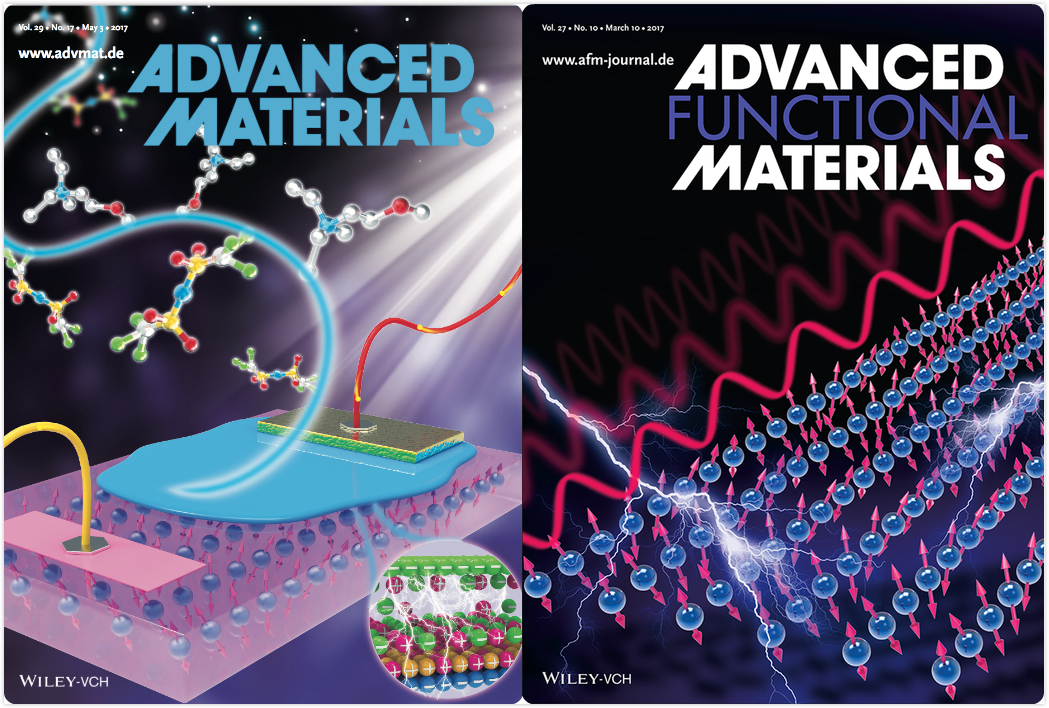 Vol. 29 • No. 17 • May 3 • 2017
www.advmat.de
ADVANCED
MATERIALS
WILEY-VCH
Vol. 27 • No. 10 • March 10 • 2017
www.afm-journal.de
ADVANCED
FUNCTIONAL
MATERIALS
WILEY-VCH